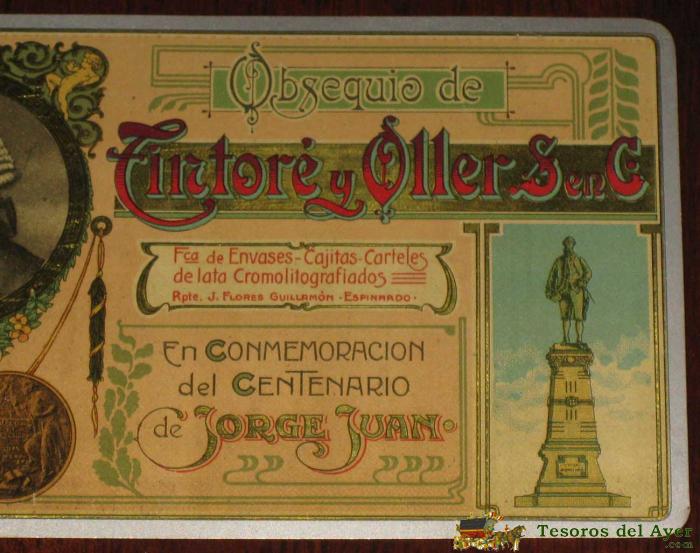 Obsequio de
Tintoré y Oller. S en C
Fca de Envases-Cajitas-Carteles
de lata Cromolitografiados
Rpte. J. Flores Guillamón - Espinardo -
En CONMEMORACION
del CENTENARIO
de JORGE JUAN
Tesoros del Ayer
.com